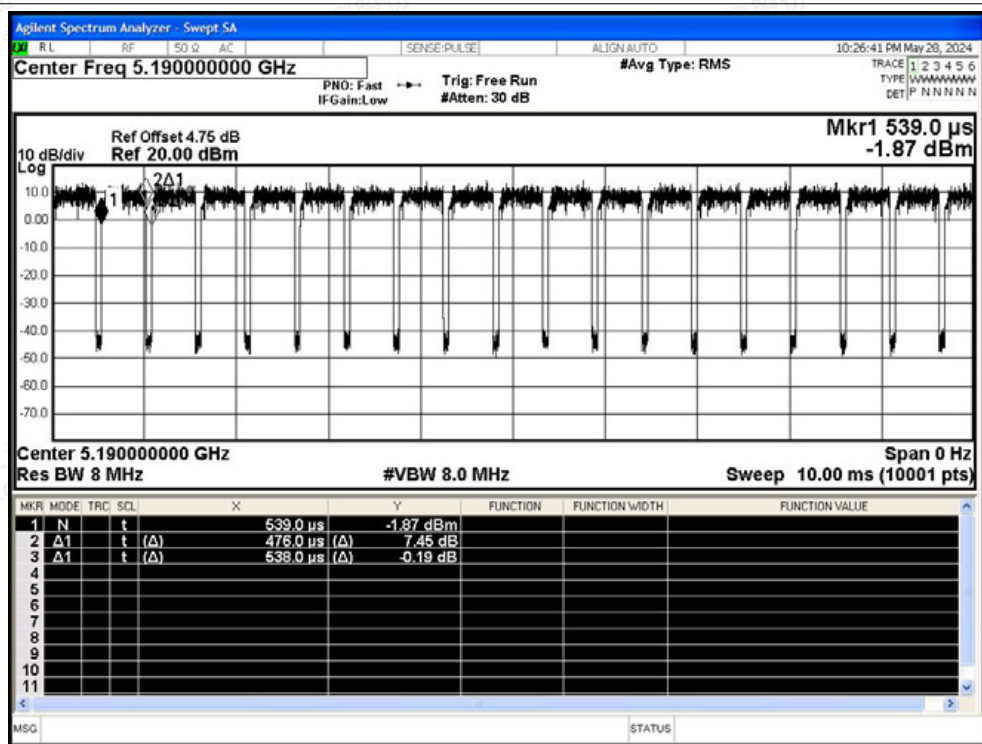 Agilent Spectrum Analyzer - Swept SA
RL RF 50 Ω AC SENSE:PULSE ALIGNAUTO 10:26:41 PM May 28, 2024
Center Freq 5.190000000 GHz #Avg Type: RMS TRACE 1 2 3 4 5 6
PNO: Fast Trig: Free Run TYPE WWWWWW
IFGain:Low #Atten: 30 dB DET P N N N N N
Mkr1 539.0 µs
-1.87 dBm
Ref Offset 4.75 dB
10 dB/div Ref 20.00 dBm
Log
10.0
0.00
-10.0
-20.0
-30.0
-40.0
-50.0
-60.0
-70.0
1 2Δ1
Center 5.190000000 GHz Span 0 Hz
Res BW 8 MHz #VBW 8.0 MHz Sweep 10.00 ms (10001 pts)
MKR MODE TRC SCL X Y FUNCTION FUNCTION WIDTH FUNCTION VALUE
1 N t 539.0 µs -1.87 dBm
2 Δ1 t (Δ) 476.0 µs (Δ) 7.45 dB
3 Δ1 t (Δ) 538.0 µs (Δ) -0.19 dB
4
5
6
7
8
9
10
11
MSG STATUS